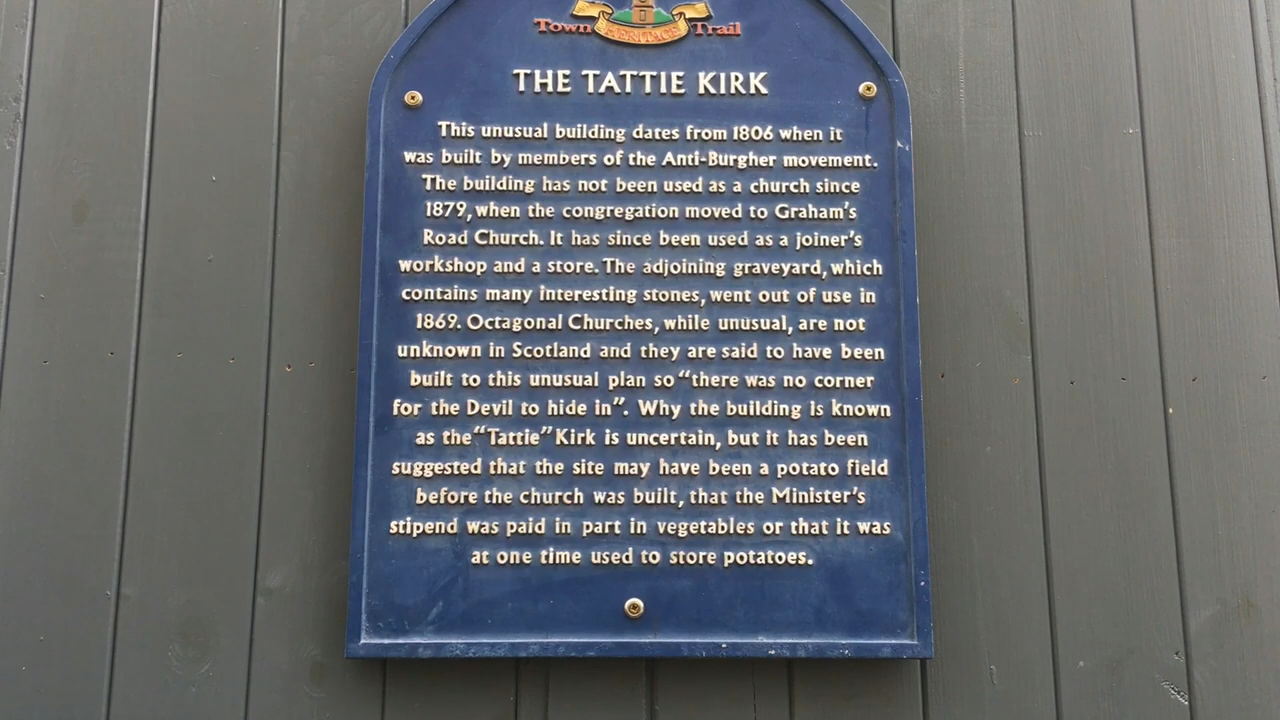 Town HERITAGE Trail
THE TATTIE KIRK
This unusual building dates from 1806 when it
was built by members of the Anti-Burgher movement.
The building has not been used as a church since
1879, when the congregation moved to Graham's
Road Church. It has since been used as a joiner's
workshop and a store. The adjoining graveyard, which
contains many interesting stones, went out of use in
1869. Octagonal Churches, while unusual, are not
unknown in Scotland and they are said to have been
built to this unusual plan so "there was no corner
for the Devil to hide in". Why the building is known
as the "Tattie" Kirk is uncertain, but it has been
suggested that the site may have been a potato field
before the church was built, that the Minister's
stipend was paid in part in vegetables or that it was
at one time used to store potatoes.